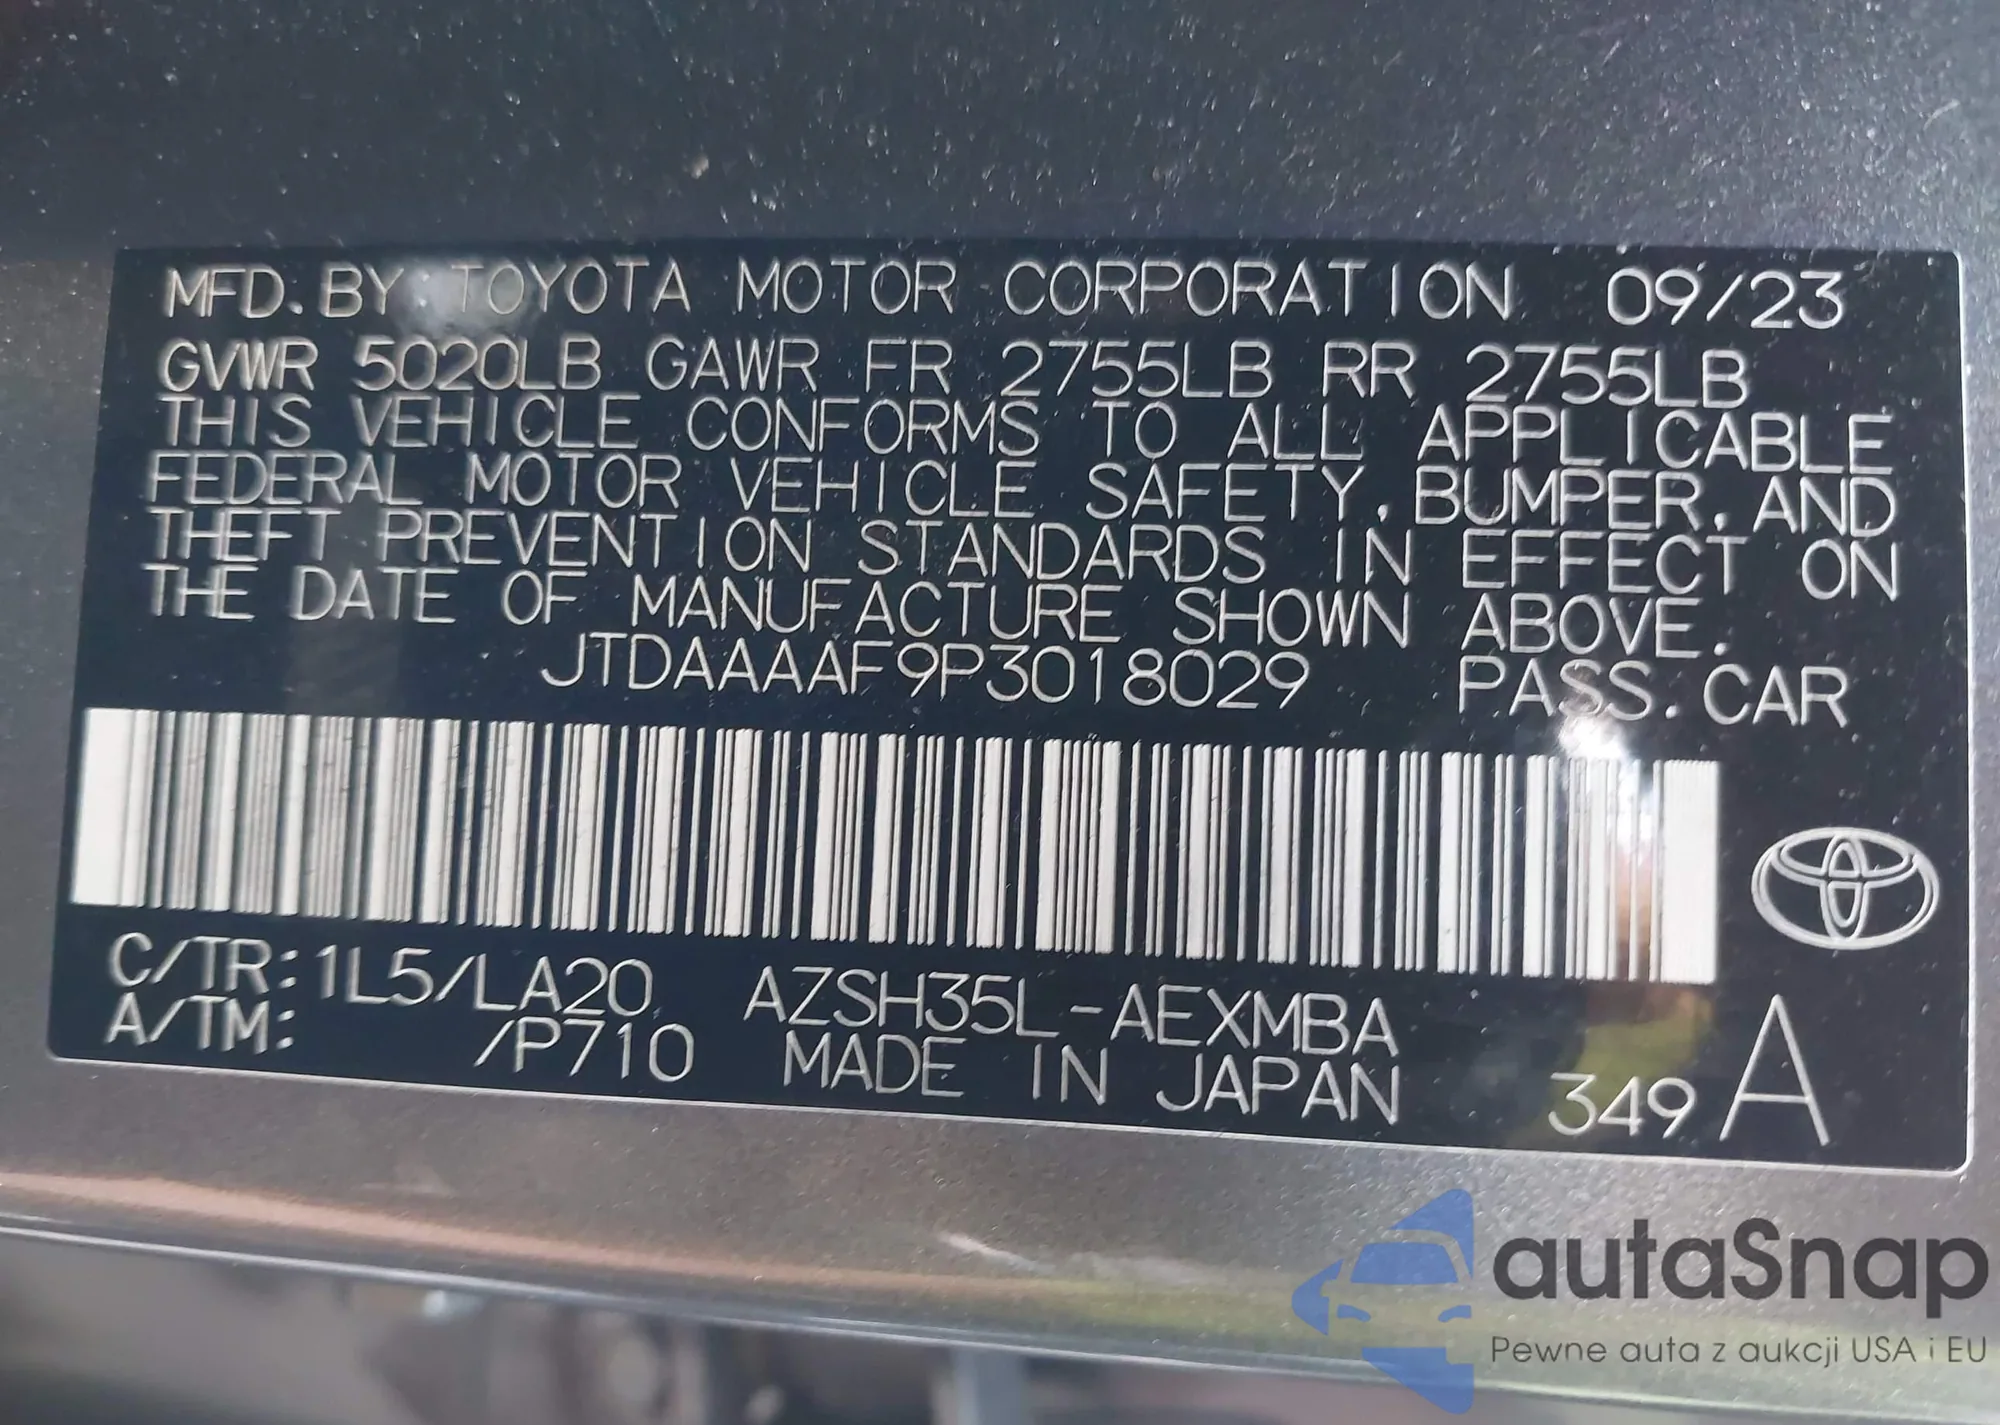 MFD. BY TOYOTA MOTOR CORPORATION 09/23
GVWR 5020LB GAWR FR 2755LB RR 2755LB
THIS VEHICLE CONFORMS TO ALL APPLICABLE
FEDERAL MOTOR VEHICLE SAFETY, BUMPER, AND
THEFT PREVENTION STANDARDS IN EFFECT ON
THE DATE OF MANUFACTURE SHOWN ABOVE.
JTDAAAAF9P3018029 PASS. CAR
C/TR: 1L5/LA20 AZSH35L-AEXMBA
A/TM: /P710 MADE IN JAPAN 349 A
autaSnap
Pewne auta z aukcji USA i EU